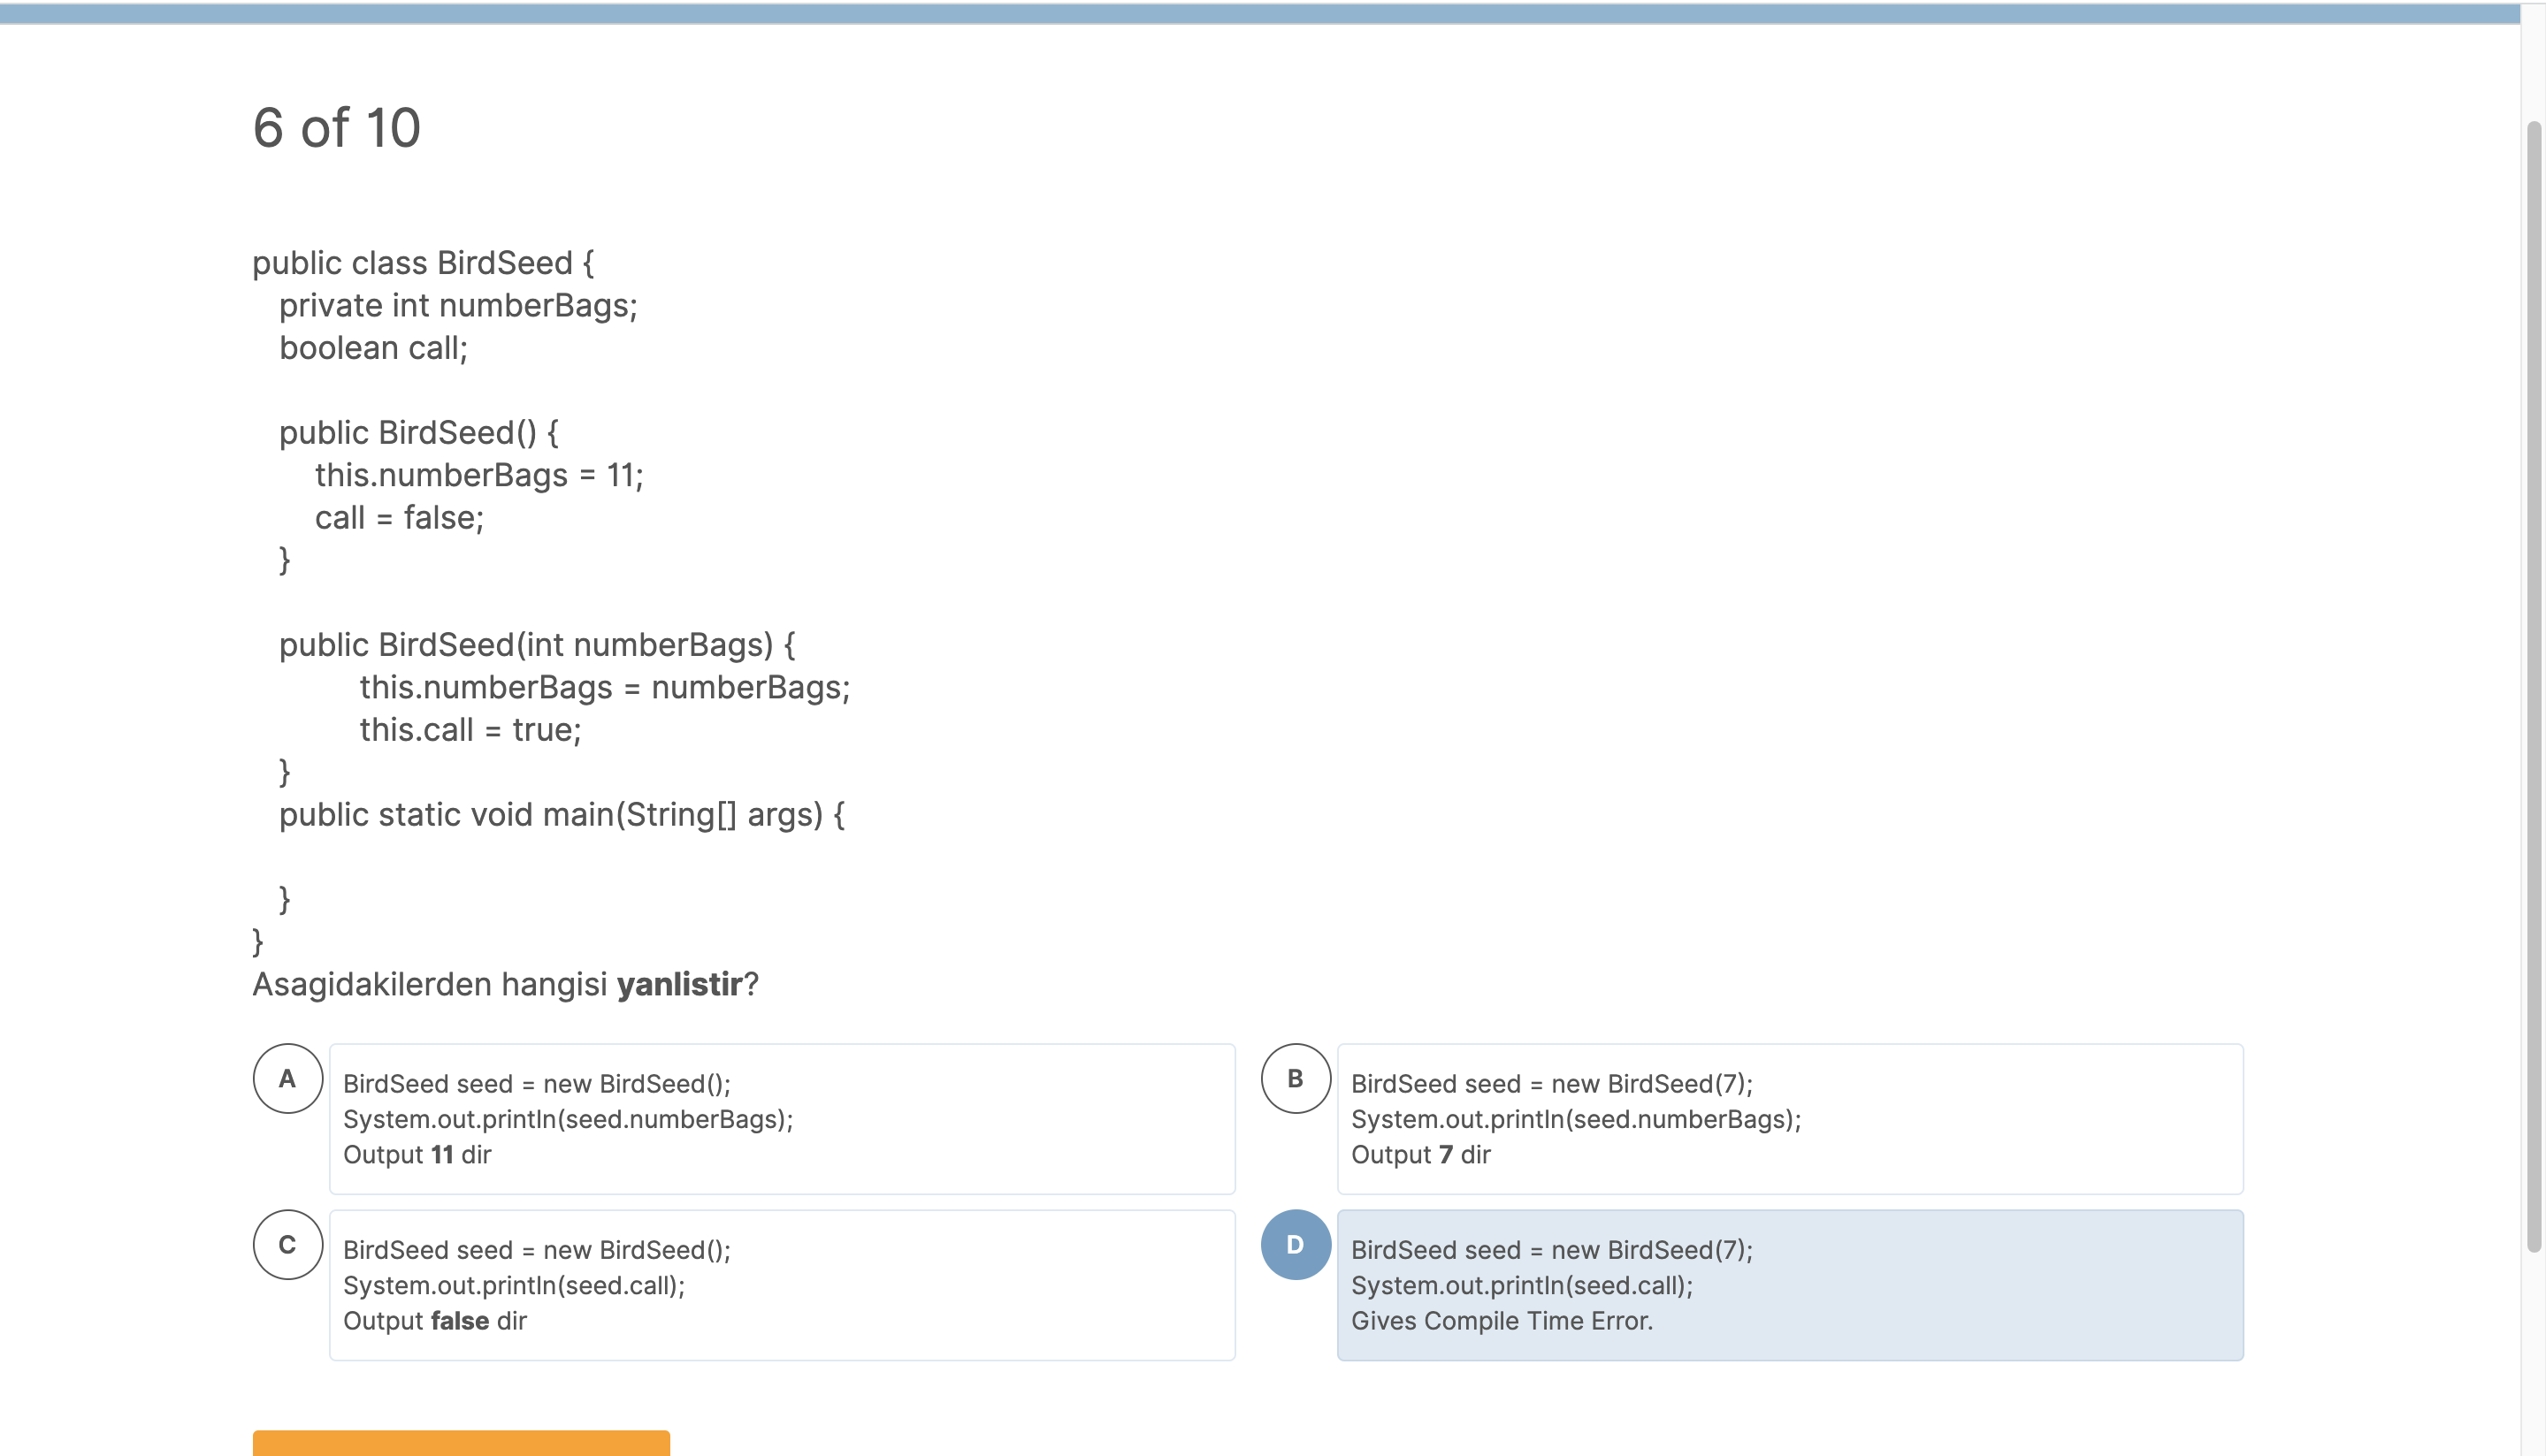 6 of 10
public class BirdSeed {
private int numberBags;
boolean call;
public BirdSeed() {
this.numberBags = 11;
call = false;
}
public BirdSeed(int numberBags) {
this.numberBags = numberBags;
this.call = true;
}
public static void main(String[] args) {
}
}
Asagidakilerden hangisi yanlistir?
A
BirdSeed seed = new BirdSeed();
System.out.println(seed.numberBags);
Output 11 dir
B
BirdSeed seed = new BirdSeed(7);
System.out.println(seed.numberBags);
Output 7 dir
C
BirdSeed seed = new BirdSeed();
System.out.println(seed.call);
Output false dir
D
BirdSeed seed = new BirdSeed(7);
System.out.println(seed.call);
Gives Compile Time Error.